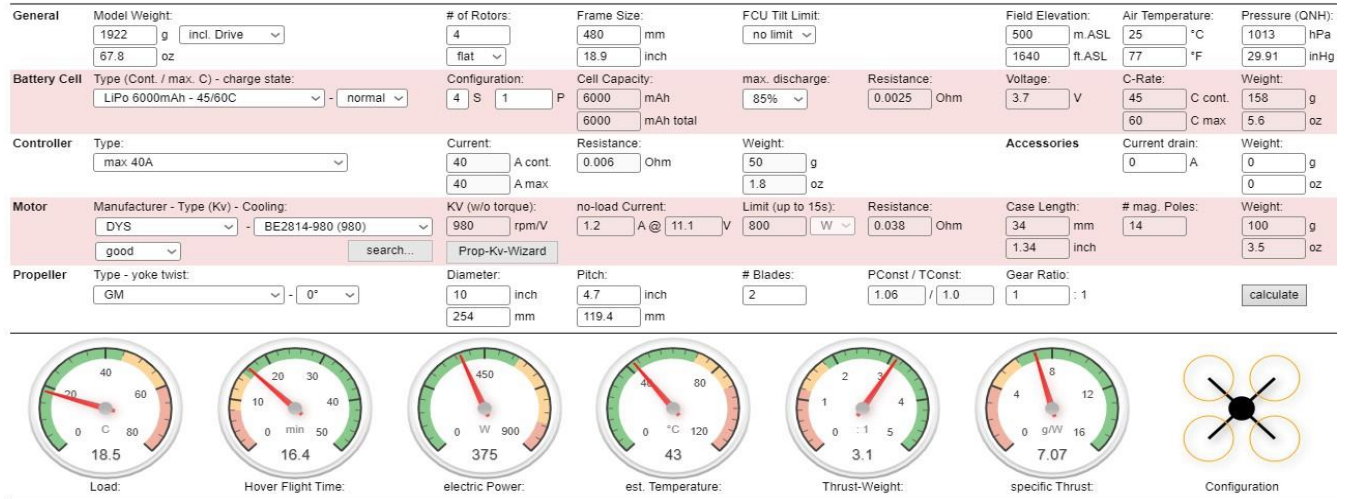 General Model Weight: # of Rotors: Frame Size: FCU Tilt Limit: Field Elevation: Air Temperature: Pressure (QNH):
1922 g incl. Drive 4 480 mm no limit 500 m.ASL 25 °C 1013 hPa
67.8 oz flat 18.9 inch 1640 ft.ASL 77 °F 29.91 inHg
Battery Cell Type (Cont. / max. C) - charge state: Configuration: Cell Capacity: max. discharge: Resistance: Voltage: C-Rate: Weight:
LiPo 6000mAh - 45/60C - normal 4 S 1 P 6000 mAh 85% 0.0025 Ohm 3.7 V 45 C cont. 158 g
6000 mAh total 60 C max 5.6 oz
Controller Type: Current: Resistance: Weight: Accessories Current drain: Weight:
max 40A 40 A cont. 0.006 Ohm 50 g 0 A 0 g
40 A max 1.8 oz 0 oz
Motor Manufacturer - Type (Kv) - Cooling: KV (w/o torque): no-load Current: Limit (up to 15s): Resistance: Case Length: # mag. Poles: Weight:
DYS - BE2814-980 (980) 980 rpm/V 1.2 A @ 11.1 V 800 W 0.038 Ohm 34 mm 14 100 g
good search... Prop-Kv-Wizard 1.34 inch 3.5 oz
Propeller Type - yoke twist: Diameter: Pitch: # Blades: PConst / TConst: Gear Ratio:
GM - 0° 10 inch 4.7 inch 2 1.06 / 1.0 1 : 1 calculate
254 mm 119.4 mm
0 20 40 60 80 C 18.5
0 10 20 30 40 50 min 16.4
0 450 900 W 375
0 40 80 120 °C 43
0 1 2 3 4 5 : 1 3.1
0 4 8 12 16 g/W 7.07
Load: Hover Flight Time: electric Power: est. Temperature: Thrust-Weight: specific Thrust: Configuration